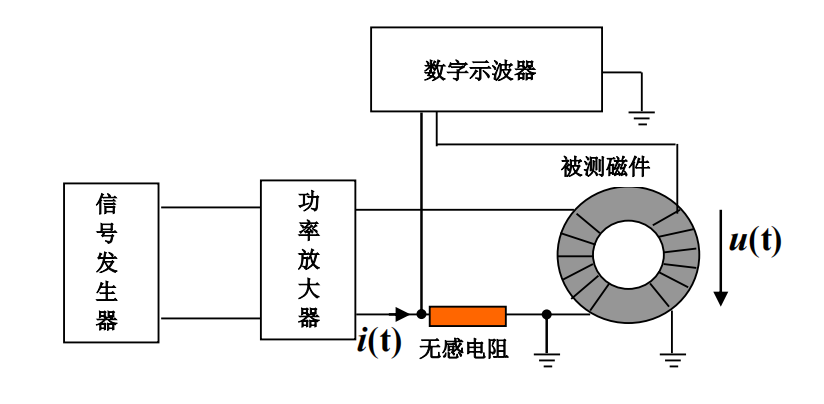 数字示波器
被测磁件
信号发生器
功率放大器
u(t)
i(t)
无感电阻